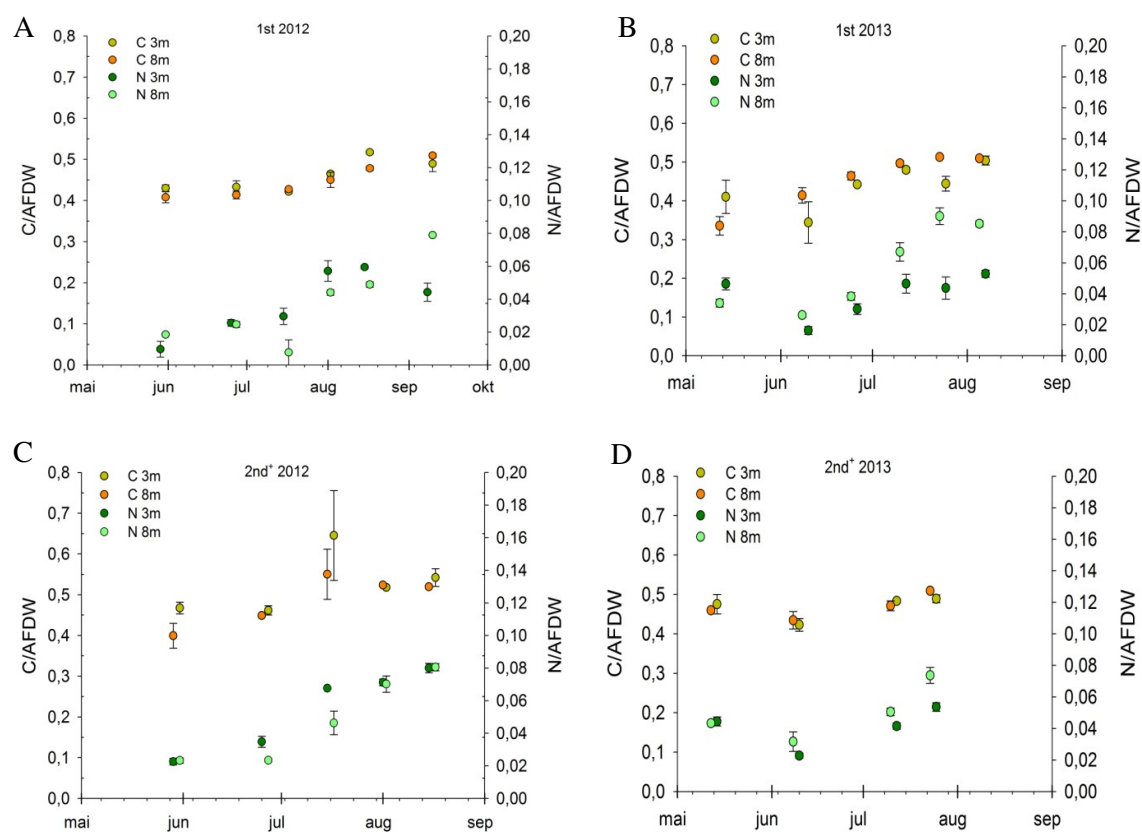 A
1st 2012
C 3m
C 8m
N 3m
N 8m
C/AFDW
0,8
0,7
0,6
0,5
0,4
0,3
0,2
0,1
0,0
N/AFDW
0,20
0,18
0,16
0,14
0,12
0,10
0,08
0,06
0,04
0,02
0,00
mai jun jul aug sep okt
B
1st 2013
C 3m
C 8m
N 3m
N 8m
C/AFDW
0,8
0,7
0,6
0,5
0,4
0,3
0,2
0,1
0,0
N/AFDW
0,20
0,18
0,16
0,14
0,12
0,10
0,08
0,06
0,04
0,02
0,00
mai jun jul aug sep
C
2nd+ 2012
C 3m
C 8m
N 3m
N 8m
C/AFDW
0,8
0,7
0,6
0,5
0,4
0,3
0,2
0,1
0,0
N/AFDW
0,20
0,18
0,16
0,14
0,12
0,10
0,08
0,06
0,04
0,02
0,00
mai jun jul aug sep
D
2nd+ 2013
C 3m
C 8m
N 3m
N 8m
C/AFDW
0,8
0,7
0,6
0,5
0,4
0,3
0,2
0,1
0,0
N/AFDW
0,20
0,18
0,16
0,14
0,12
0,10
0,08
0,06
0,04
0,02
0,00
mai jun jul aug sep